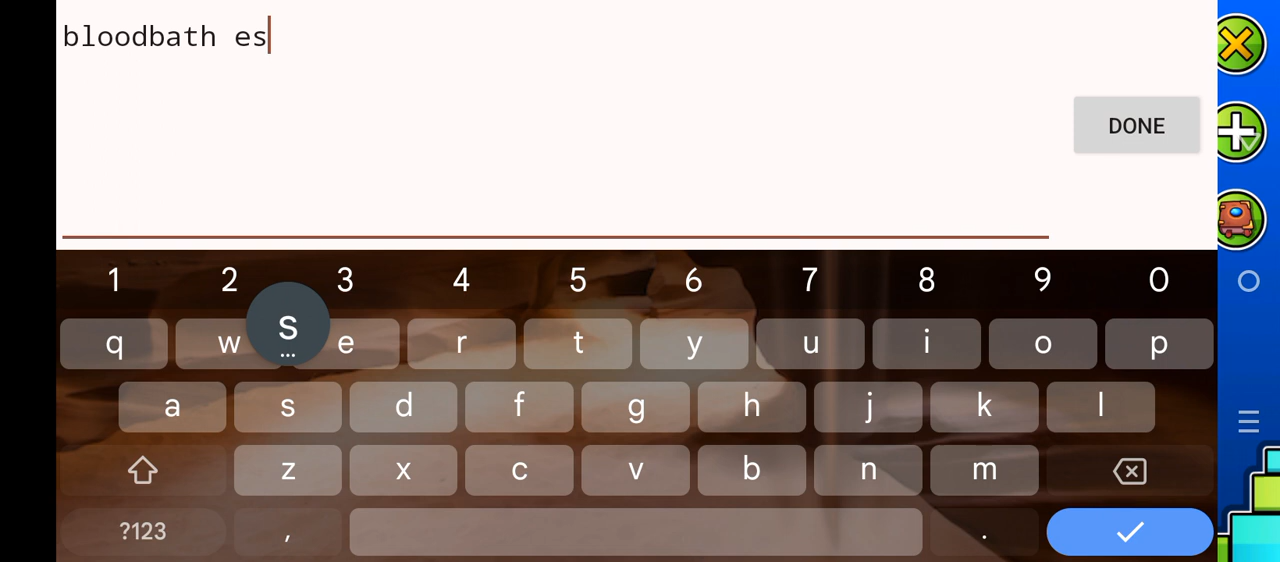 bloodbath es
DONE
1 2 3 4 5 6 7 8 9 0
s
...
q w e r t y u i o p
a s d f g h j k l
z x c v b n m
?123 , .